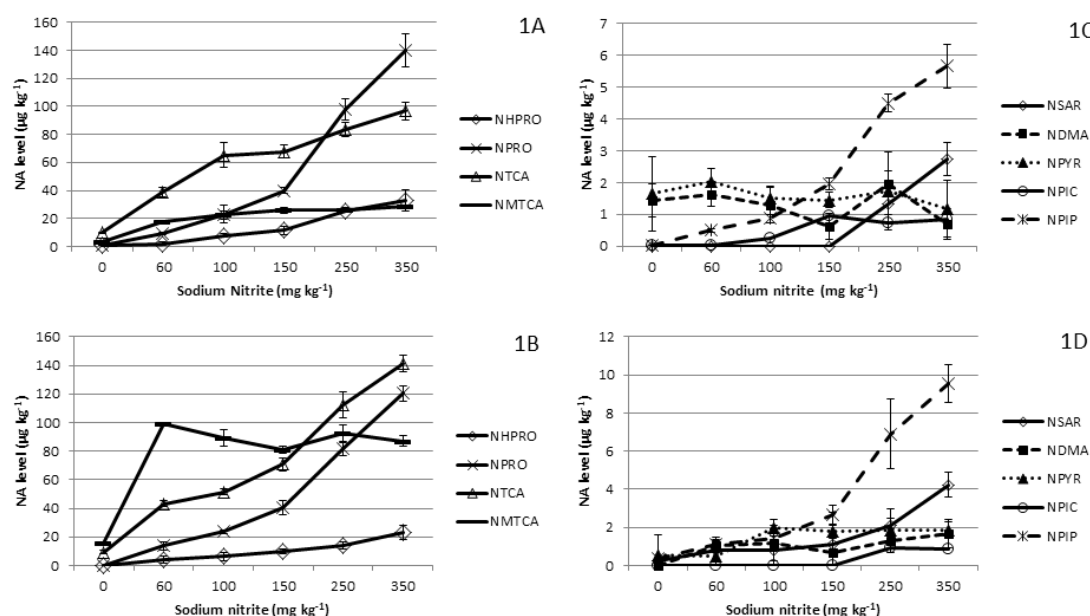 1A
NA level (µg kg⁻¹)
160
140
120
100
80
60
40
20
0
0 60 100 150 250 350
Sodium Nitrite (mg kg⁻¹)
NHPRO
NPRO
NTCA
NMTCA
1C
NA level (µg kg⁻¹)
7
6
5
4
3
2
1
0
0 60 100 150 250 350
Sodium nitrite (mg kg⁻¹)
NSAR
NDMA
NPYR
NPIC
NPIP
1B
NA level (µg kg⁻¹)
160
140
120
100
80
60
40
20
0
0 60 100 150 250 350
Sodium nitrite (mg kg⁻¹)
NHPRO
NPRO
NTCA
NMTCA
1D
NA level (µg kg⁻¹)
12
10
8
6
4
2
0
0 60 100 150 250 350
Sodium nitrite (mg kg⁻¹)
NSAR
NDMA
NPYR
NPIC
NPIP